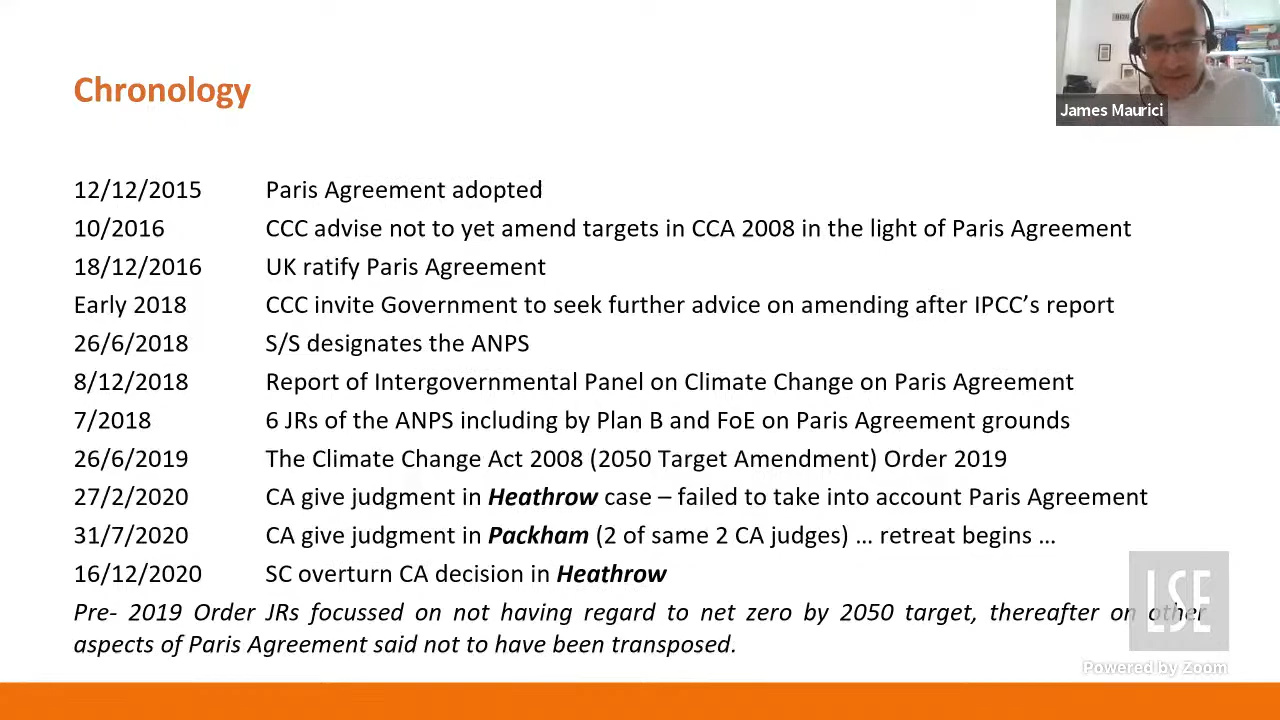 Chronology
James Maurici
12/12/2015 Paris Agreement adopted
10/2016 CCC advise not to yet amend targets in CCA 2008 in the light of Paris Agreement
18/12/2016 UK ratify Paris Agreement
Early 2018 CCC invite Government to seek further advice on amending after IPCC’s report
26/6/2018 S/S designates the ANPS
8/12/2018 Report of Intergovernmental Panel on Climate Change on Paris Agreement
7/2018 6 JRs of the ANPS including by Plan B and FoE on Paris Agreement grounds
26/6/2019 The Climate Change Act 2008 (2050 Target Amendment) Order 2019
27/2/2020 CA give judgment in Heathrow case – failed to take into account Paris Agreement
31/7/2020 CA give judgment in Packham (2 of same 2 CA judges) … retreat begins …
16/12/2020 SC overturn CA decision in Heathrow
Pre- 2019 Order JRs focussed on not having regard to net zero by 2050 target, thereafter on other
aspects of Paris Agreement said not to have been transposed.
LSE
Powered by Zoom